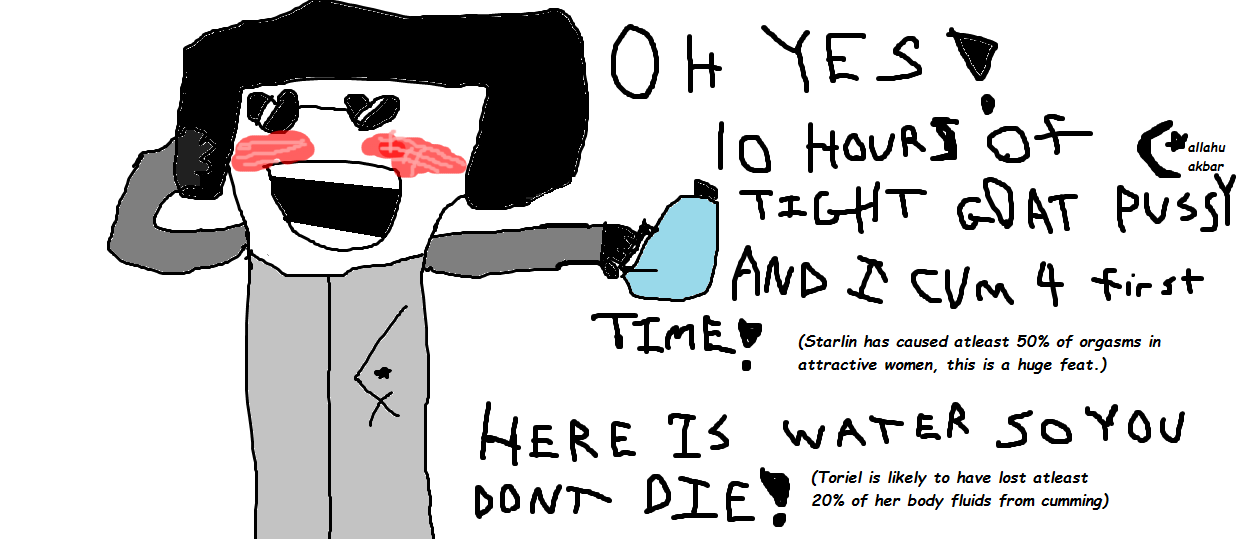 OH YES!
10 HOURS OF
allahu
akbar
TIGHT GOAT PUSSY
AND I CUM 4 first
TIME!
(Starlin has caused atleast 50% of orgasms in
attractive women, this is a huge feat.)
HERE IS WATER SO YOU
DONT DIE!
(Toriel is likely to have lost atleast
20% of her body fluids from cumming)